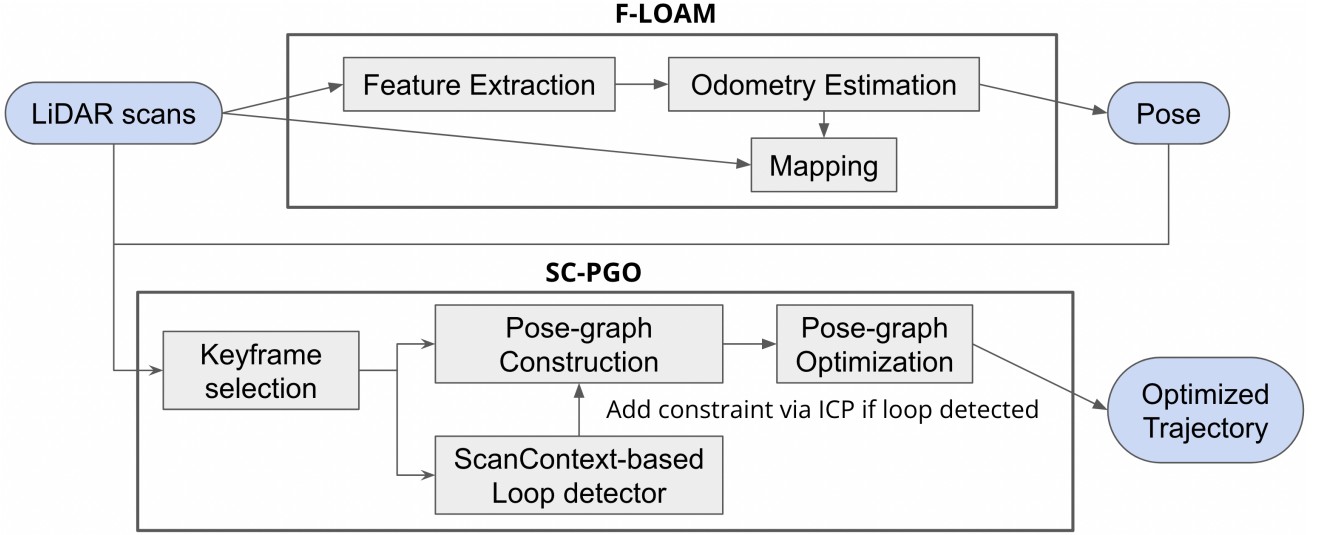 F-LOAM
LiDAR scans
Feature Extraction
Odometry Estimation
Pose
Mapping
SC-PGO
Keyframe
selection
Pose-graph
Construction
Pose-graph
Optimization
Add constraint via ICP if loop detected
ScanContext-based
Loop detector
Optimized
Trajectory